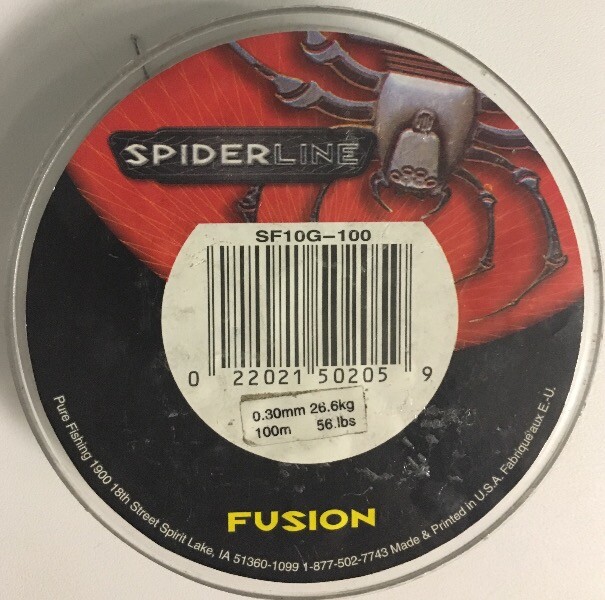 SPIDERLINE
SF10G-100
0 22021 50205 9
0.30mm 26.6kg
100m 56.lbs
FUSION
Pure Fishing 1900 18th Street Spirit Lake, IA 51360-1099 1-877-502-7743 Made & Printed in U.S.A. Fabrique'aux E.-U.